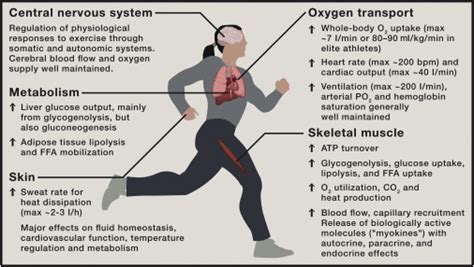 Central nervous system
Regulation of physiological
responses to exercise through
somatic and autonomic systems.
Cerebral blood flow and oxygen
supply well maintained.
Metabolism
↑ Liver glucose output, mainly
from glycogenolysis, but
also gluconeogenesis
↑ Adipose tissue lipolysis
and FFA mobilization
Skin
↑ Sweat rate for
heat dissipation
(max ~2-3 l/h)
Major effects on fluid homeostasis,
cardiovascular function, temperature
regulation and metabolism
Oxygen transport
↑ Whole-body O₂ uptake (max
~7 l/min or 80–90 ml/kg/min in
elite athletes)
↑ Heart rate (max ~200 bpm) and
cardiac output (max ~40 l/min)
↑ Ventilation (max ~200 l/min),
arterial PO₂ and hemoglobin
saturation generally
well maintained
Skeletal muscle
↑ ATP turnover
↑ Glycogenolysis, glucose uptake,
lipolysis, and FFA uptake
↑ O₂ utilization, CO₂ and
heat production
↑ Blood flow, capillary recruitment
Release of biologically active
molecules ("myokines") with
autocrine, paracrine, and
endocrine effects